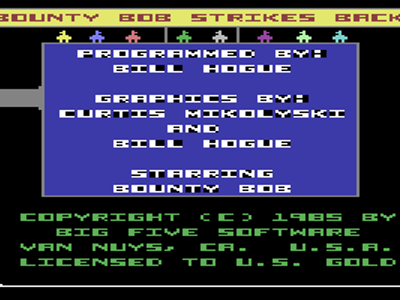 BOUNTY BOB STRIKES BACK
PROGRAMMED BY:
BILL HOGUE
GRAPHICS BY:
CURTIS MIKOLYSKI
AND
BILL HOGUE
STARRING
BOUNTY BOB
COPYRIGHT (C) 1985 BY
BIG FIVE SOFTWARE
VAN NUYS, CA. U.S.A.
LICENSED TO U.S. GOLD